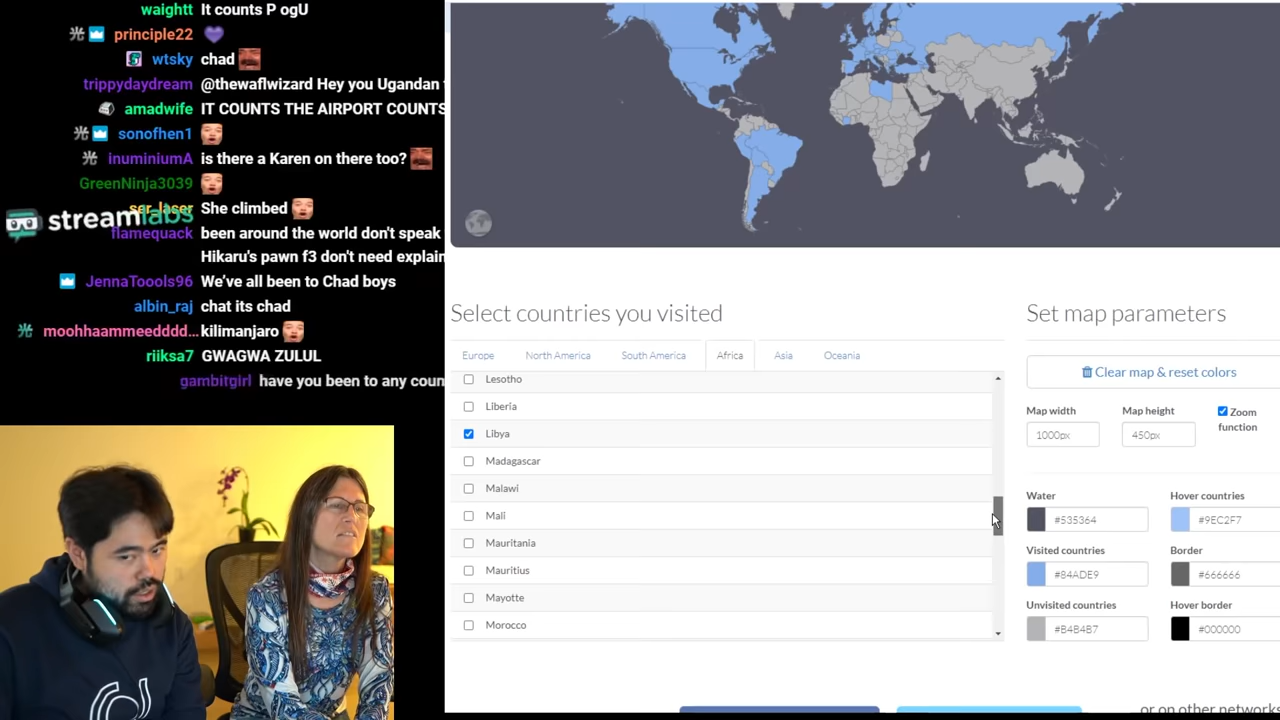 waightt It counts P ogU
principle22
wtsky chad
trippydaydream @thewaflwizard Hey you Ugandan
amadwife IT COUNTS THE AIRPORT COUNTS
sonofhen1
inuminiumA is there a Karen on there too?
GreenNinja3039
ser_laser She climbed
streamlabs
flamequack been around the world don't speak
Hikaru's pawn f3 don't need explain
JennaToools96 We've all been to Chad boys
albin_raj chat its chad
moohhaammeedddd... kilimanjaro
riiksa7 GWAGWA ZULUL
gambitgirl have you been to any coun
Select countries you visited
Europe North America South America Africa Asia Oceania
Lesotho
Liberia
Libya
Madagascar
Malawi
Mali
Mauritania
Mauritius
Mayotte
Morocco
Set map parameters
Clear map & reset colors
Map width Map height Zoom function
1000px 450px
Water Hover countries
#535364 #9EC2F7
Visited countries Border
#84ADE9 #666666
Unvisited countries Hover border
#B4B4B7 #000000
or on other networks